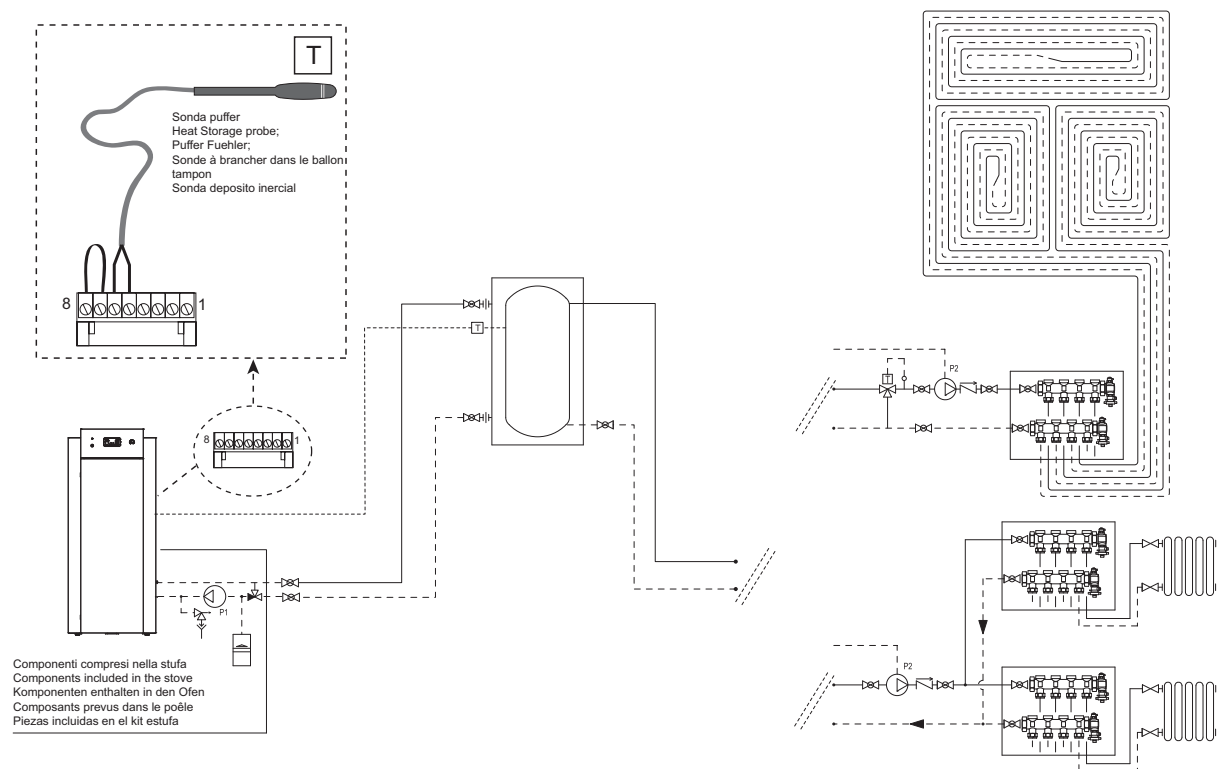 T
Sonda puffer
Heat Storage probe;
Puffer Fuehler;
Sonde à brancher dans le ballon
tampon
Sonda deposito inercial
8
1
T
8
1
P1
Componenti compresi nella stufa
Components included in the stove
Komponenten enthalten in den Ofen
Composants prevus dans le poêle
Piezas incluidas en el kit estufa
T
P2
P2